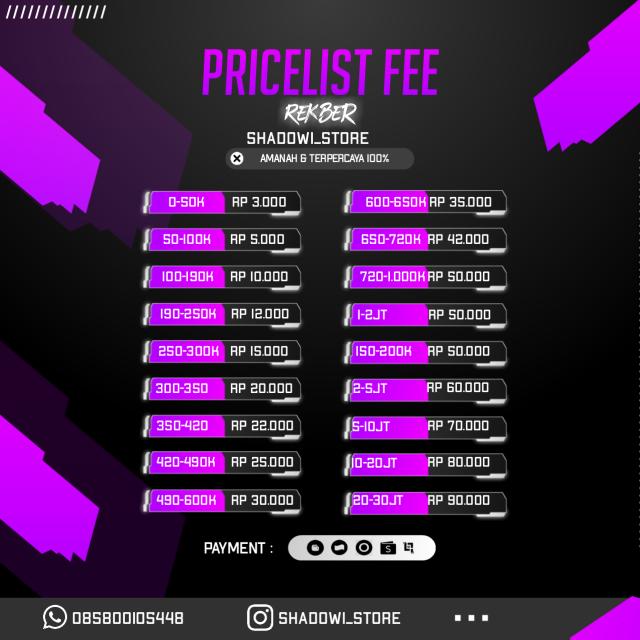 PRICELIST FEE
REKBER
SHADOWI_STORE
AMANAH & TERPERCAYA 100%
0-50K RP 3.000
50-100K RP 5.000
100-190K RP 10.000
190-250K RP 12.000
250-300K RP 15.000
300-350 RP 20.000
350-420 RP 22.000
420-490K RP 25.000
490-600K RP 30.000
600-650K RP 35.000
650-720K RP 42.000
720-1.000K RP 50.000
1-2JT RP 50.000
150-200K RP 50.000
2-5JT RP 60.000
5-10JT RP 70.000
10-20JT RP 80.000
20-30JT RP 90.000
PAYMENT :
085800105448
SHADOWI_STORE